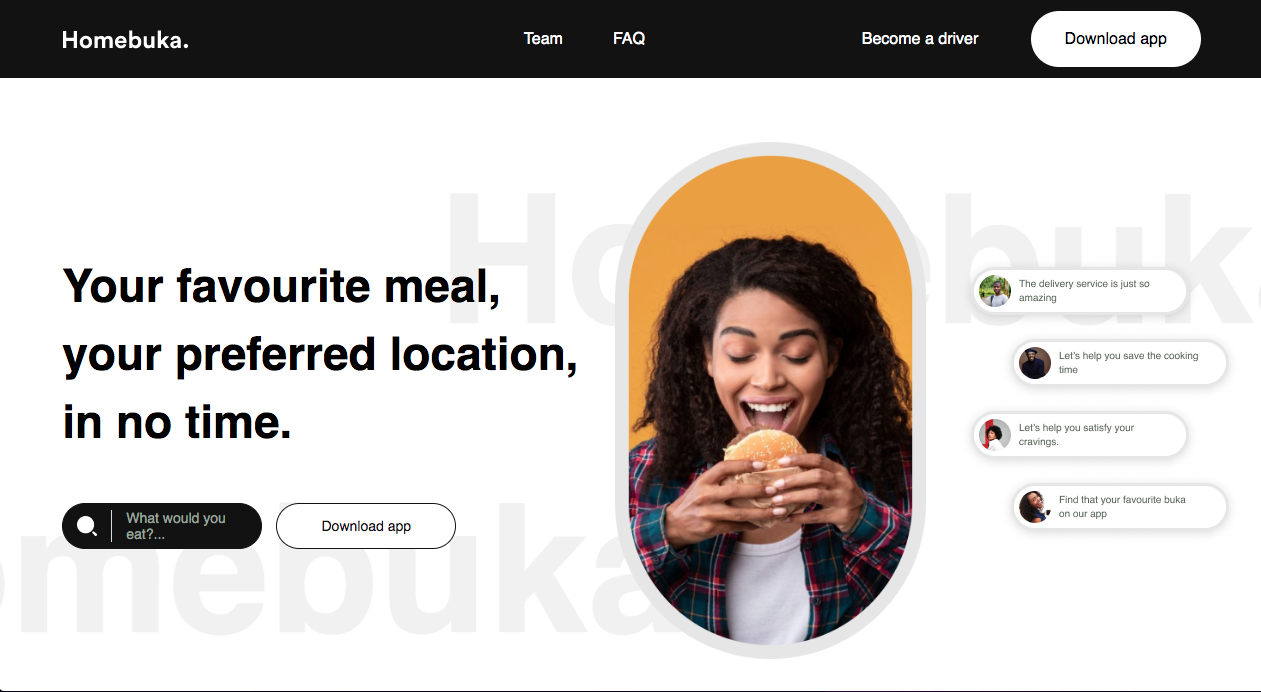 Homebuka.
Team
FAQ
Become a driver
Download app
Homebuka
Your favourite meal,
your preferred location,
in no time.
What would you
eat?...
Download app
The delivery service is just so
amazing
Let's help you save the cooking
time
Let's help you satisfy your
cravings.
Find that your favourite buka
on our app
omebuka